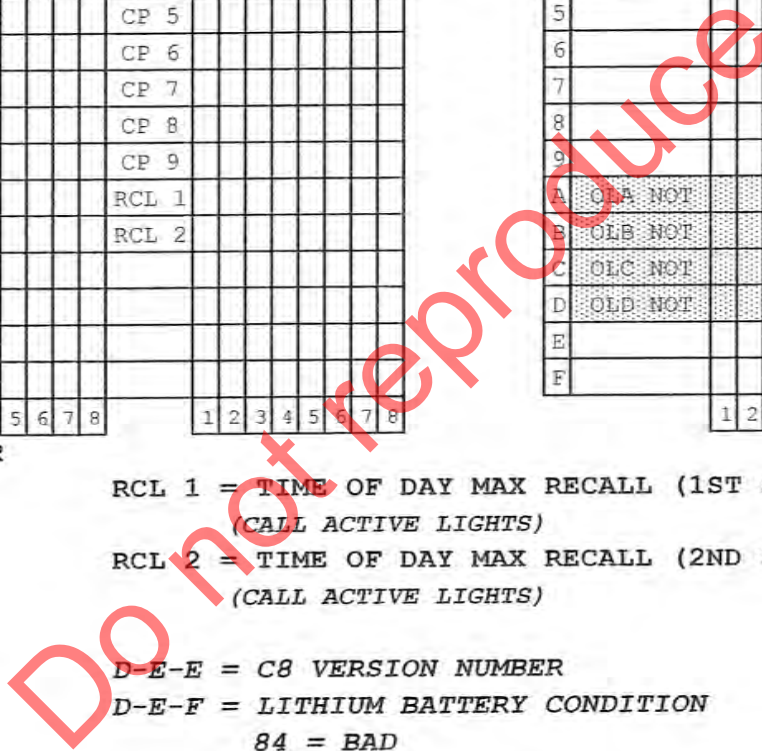 CP 5
CP 6
CP 7
CP 8
CP 9
RCL 1
RCL 2
5 6 7 8
1 2 3 4 5 6 7 8
R
5
6
7
8
9
A OLA NOT
B OLB NOT
C OLC NOT
D OLD NOT
E
F
1 2
RCL 1 = TIME OF DAY MAX RECALL (1ST
(CALL ACTIVE LIGHTS)
RCL 2 = TIME OF DAY MAX RECALL (2ND
(CALL ACTIVE LIGHTS)
D-E-E = C8 VERSION NUMBER
D-E-F = LITHIUM BATTERY CONDITION
84 = BAD
Do not reproduce